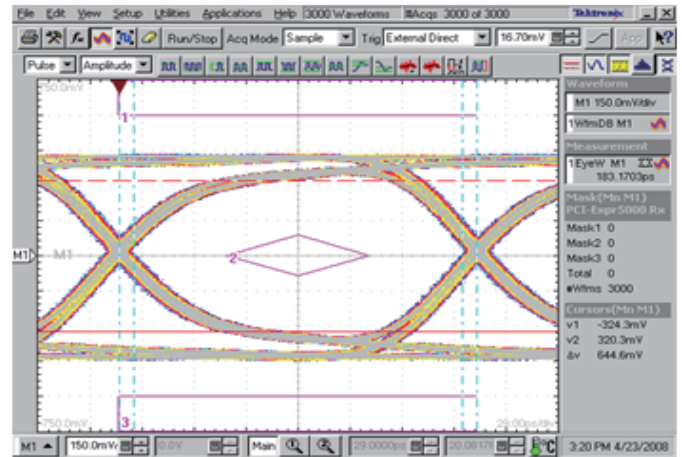 File Edit View Setup Utilities Applications Help 3000 Waveforms #Acqs 3000 of 3000 Tektronix
Run/Stop Acq Mode Sample Trig External Direct 16.70mV App
Pulse Amplitude
750.0mV
1
M1 M1
2
750.0mV
3
29.00ps/div
Waveform
M1 150.0mV/div
1WfmDB M1
Measurement
1EyeW M1
183.1703ps
Mask(Mn M1)
PCI-Expr5000 Rx
Mask1 0
Mask2 0
Mask3 0
Total 0
#Wfms 3000
Cursors(Mn M1)
v1 -324.3mV
v2 320.3mV
Δv 644.6mV
M1 150.0mV 0.0V Main 29.0000ps °C 3:20 PM 4/23/2008